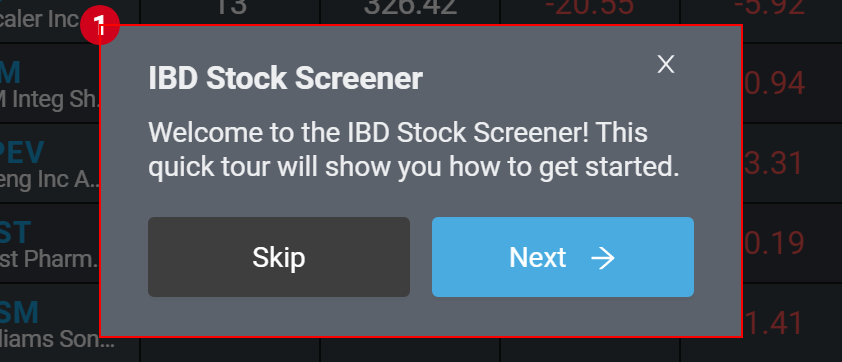 caler Inc
13
326.42
-20.55
-5.92
1
IBD Stock Screener
X
M
M Integ Sh.
0.94
Welcome to the IBD Stock Screener! This
quick tour will show you how to get started.
PEV
eng Inc A...
3.31
ST
st Pharm.
0.19
Skip
Next →
SM
liams Son...
1.41